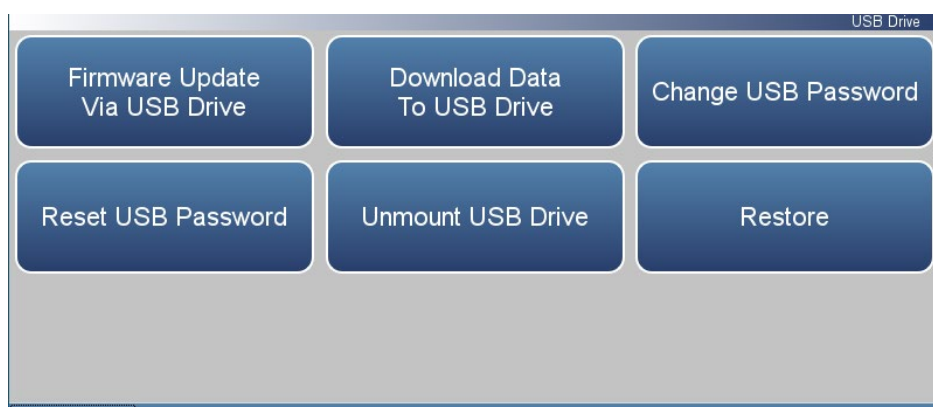 USB Drive
Firmware Update
Via USB Drive
Download Data
To USB Drive
Change USB Password
Reset USB Password
Unmount USB Drive
Restore